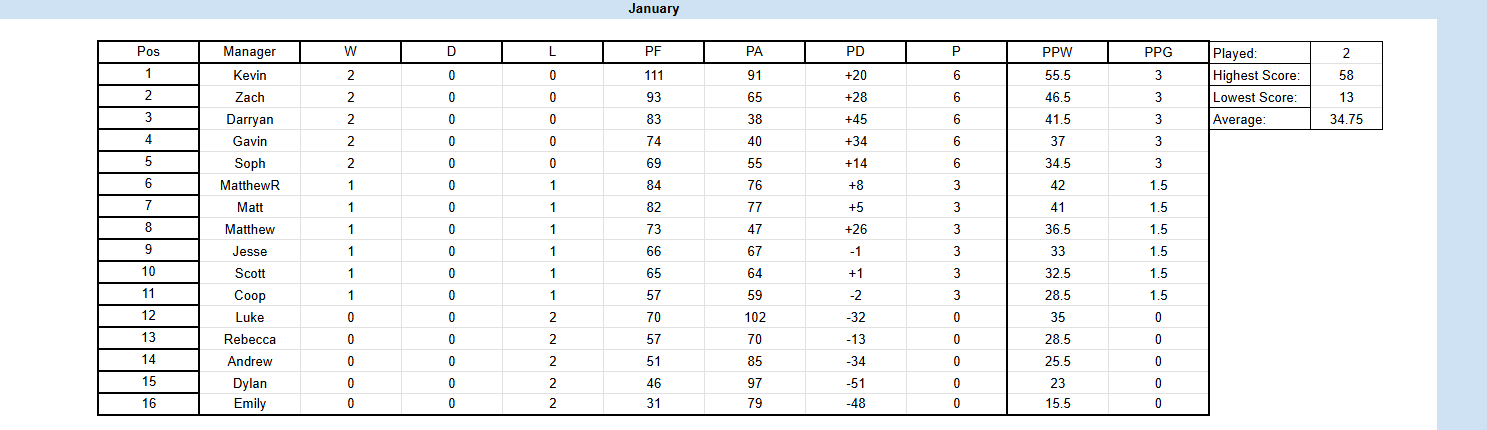 January
Pos Manager W D L PF PA PD P PPW PPG Played: 2
1 Kevin 2 0 0 111 91 +20 6 55.5 3 Highest Score: 58
2 Zach 2 0 0 93 65 +28 6 46.5 3 Lowest Score: 13
3 Darryan 2 0 0 83 38 +45 6 41.5 3 Average: 34.75
4 Gavin 2 0 0 74 40 +34 6 37 3
5 Soph 2 0 0 69 55 +14 6 34.5 3
6 MatthewR 1 0 1 84 76 +8 3 42 1.5
7 Matt 1 0 1 82 77 +5 3 41 1.5
8 Matthew 1 0 1 73 47 +26 3 36.5 1.5
9 Jesse 1 0 1 66 67 -1 3 33 1.5
10 Scott 1 0 1 65 64 +1 3 32.5 1.5
11 Coop 1 0 1 57 59 -2 3 28.5 1.5
12 Luke 0 0 2 70 102 -32 0 35 0
13 Rebecca 0 0 2 57 70 -13 0 28.5 0
14 Andrew 0 0 2 51 85 -34 0 25.5 0
15 Dylan 0 0 2 46 97 -51 0 23 0
16 Emily 0 0 2 31 79 -48 0 15.5 0